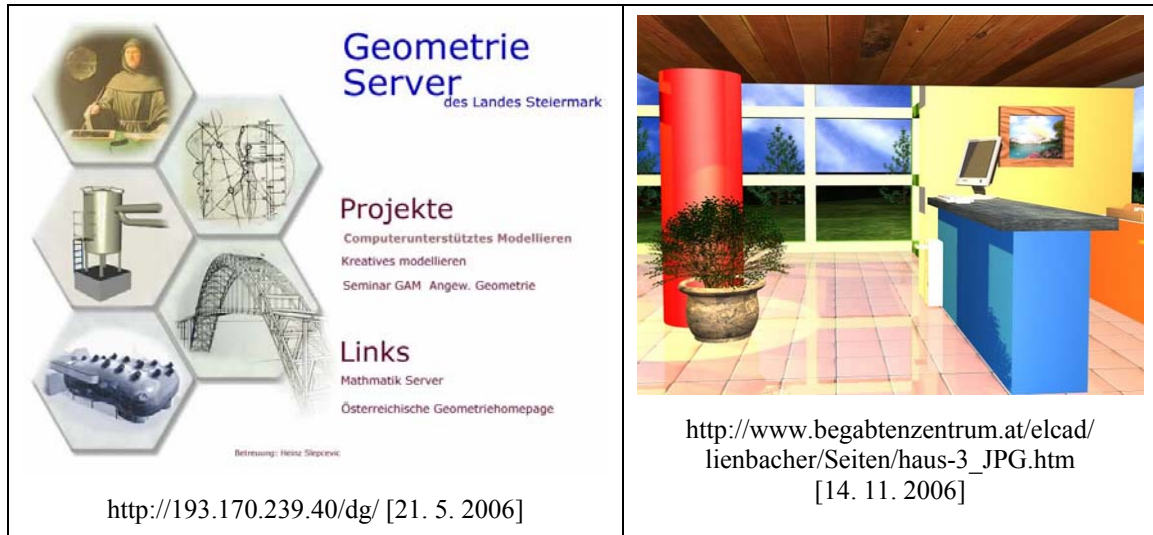 Geometrie
Server
des Landes Steiermark
Projekte
Computerunterstütztes Modellieren
Kreatives modellieren
Seminar GAM Angew. Geometrie
Links
Mathmatik Server
Österreichische Geometriehomepage
Betreuung: Heinz Slepcevic
http://193.170.239.40/dg/ [21. 5. 2006]
http://www.begabtenzentrum.at/elcad/
lienbacher/Seiten/haus-3_JPG.htm
[14. 11. 2006]